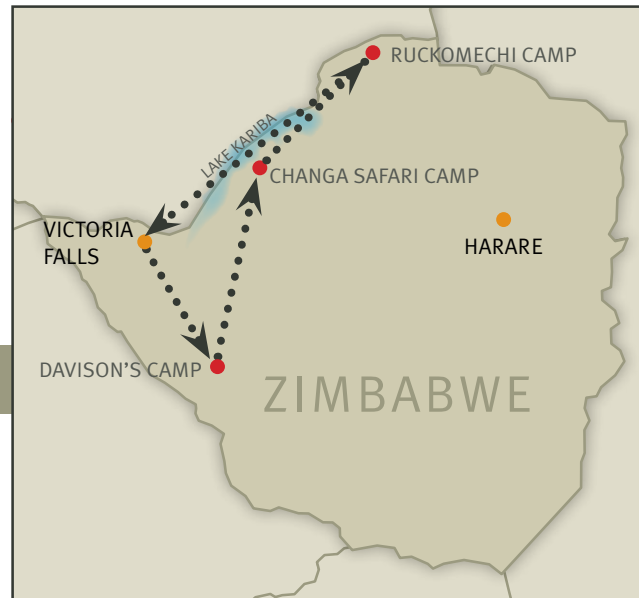 RUCKOMECHI CAMP
LAKE KARIBA
CHANGA SAFARI CAMP
VICTORIA
FALLS
HARARE
DAVISON'S CAMP
ZIMBABWE